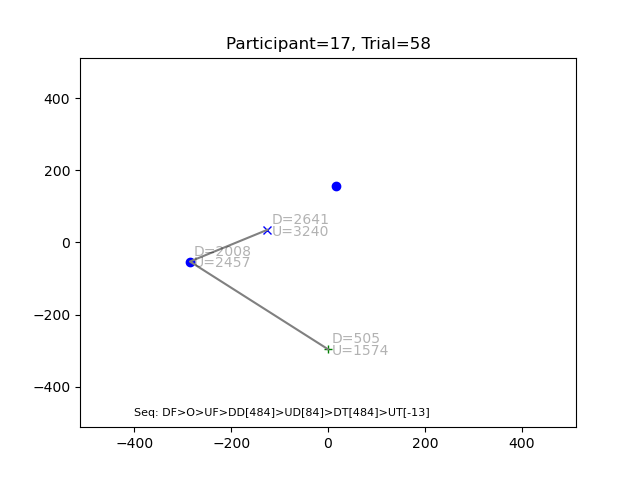 Participant=17, Trial=58
400
200
0
−200
−400
D=2641
U=3240
D=2008
U=2457
D=505
U=1574
Seq: DF>O>UF>DD[484]>UD[84]>DT[484]>UT[-13]
−400
−200
0
200
400